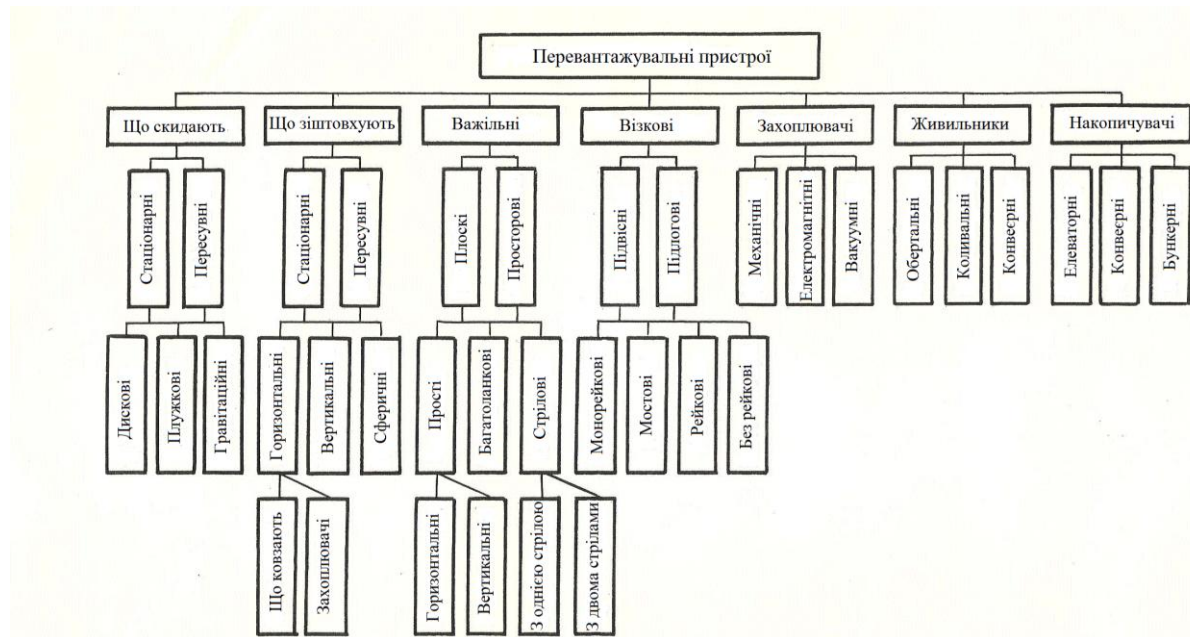 Перевантажувальні пристрої
Що скидають
Що зіштовхують
Важільні
Візкові
Захоплювачі
Живильники
Накопичувачі
Стаціонарні
Пересувні
Стаціонарні
Пересувні
Плоскі
Просторові
Підвісні
Підлогові
Механічні
Електромагнітні
Вакуумні
Обертальні
Коливальні
Конвеєрні
Елеваторні
Конвеєрні
Бункерні
Дискові
Плужкові
Гравітаційні
Горизонтальні
Вертикальні
Сферичні
Прості
Багатоланкові
Стрілові
Монорейкові
Мостові
Рейкові
Без рейкові
Що ковзають
Захоплювачі
Горизонтальні
Вертикальні
З однією стрілою
З двома стрілами